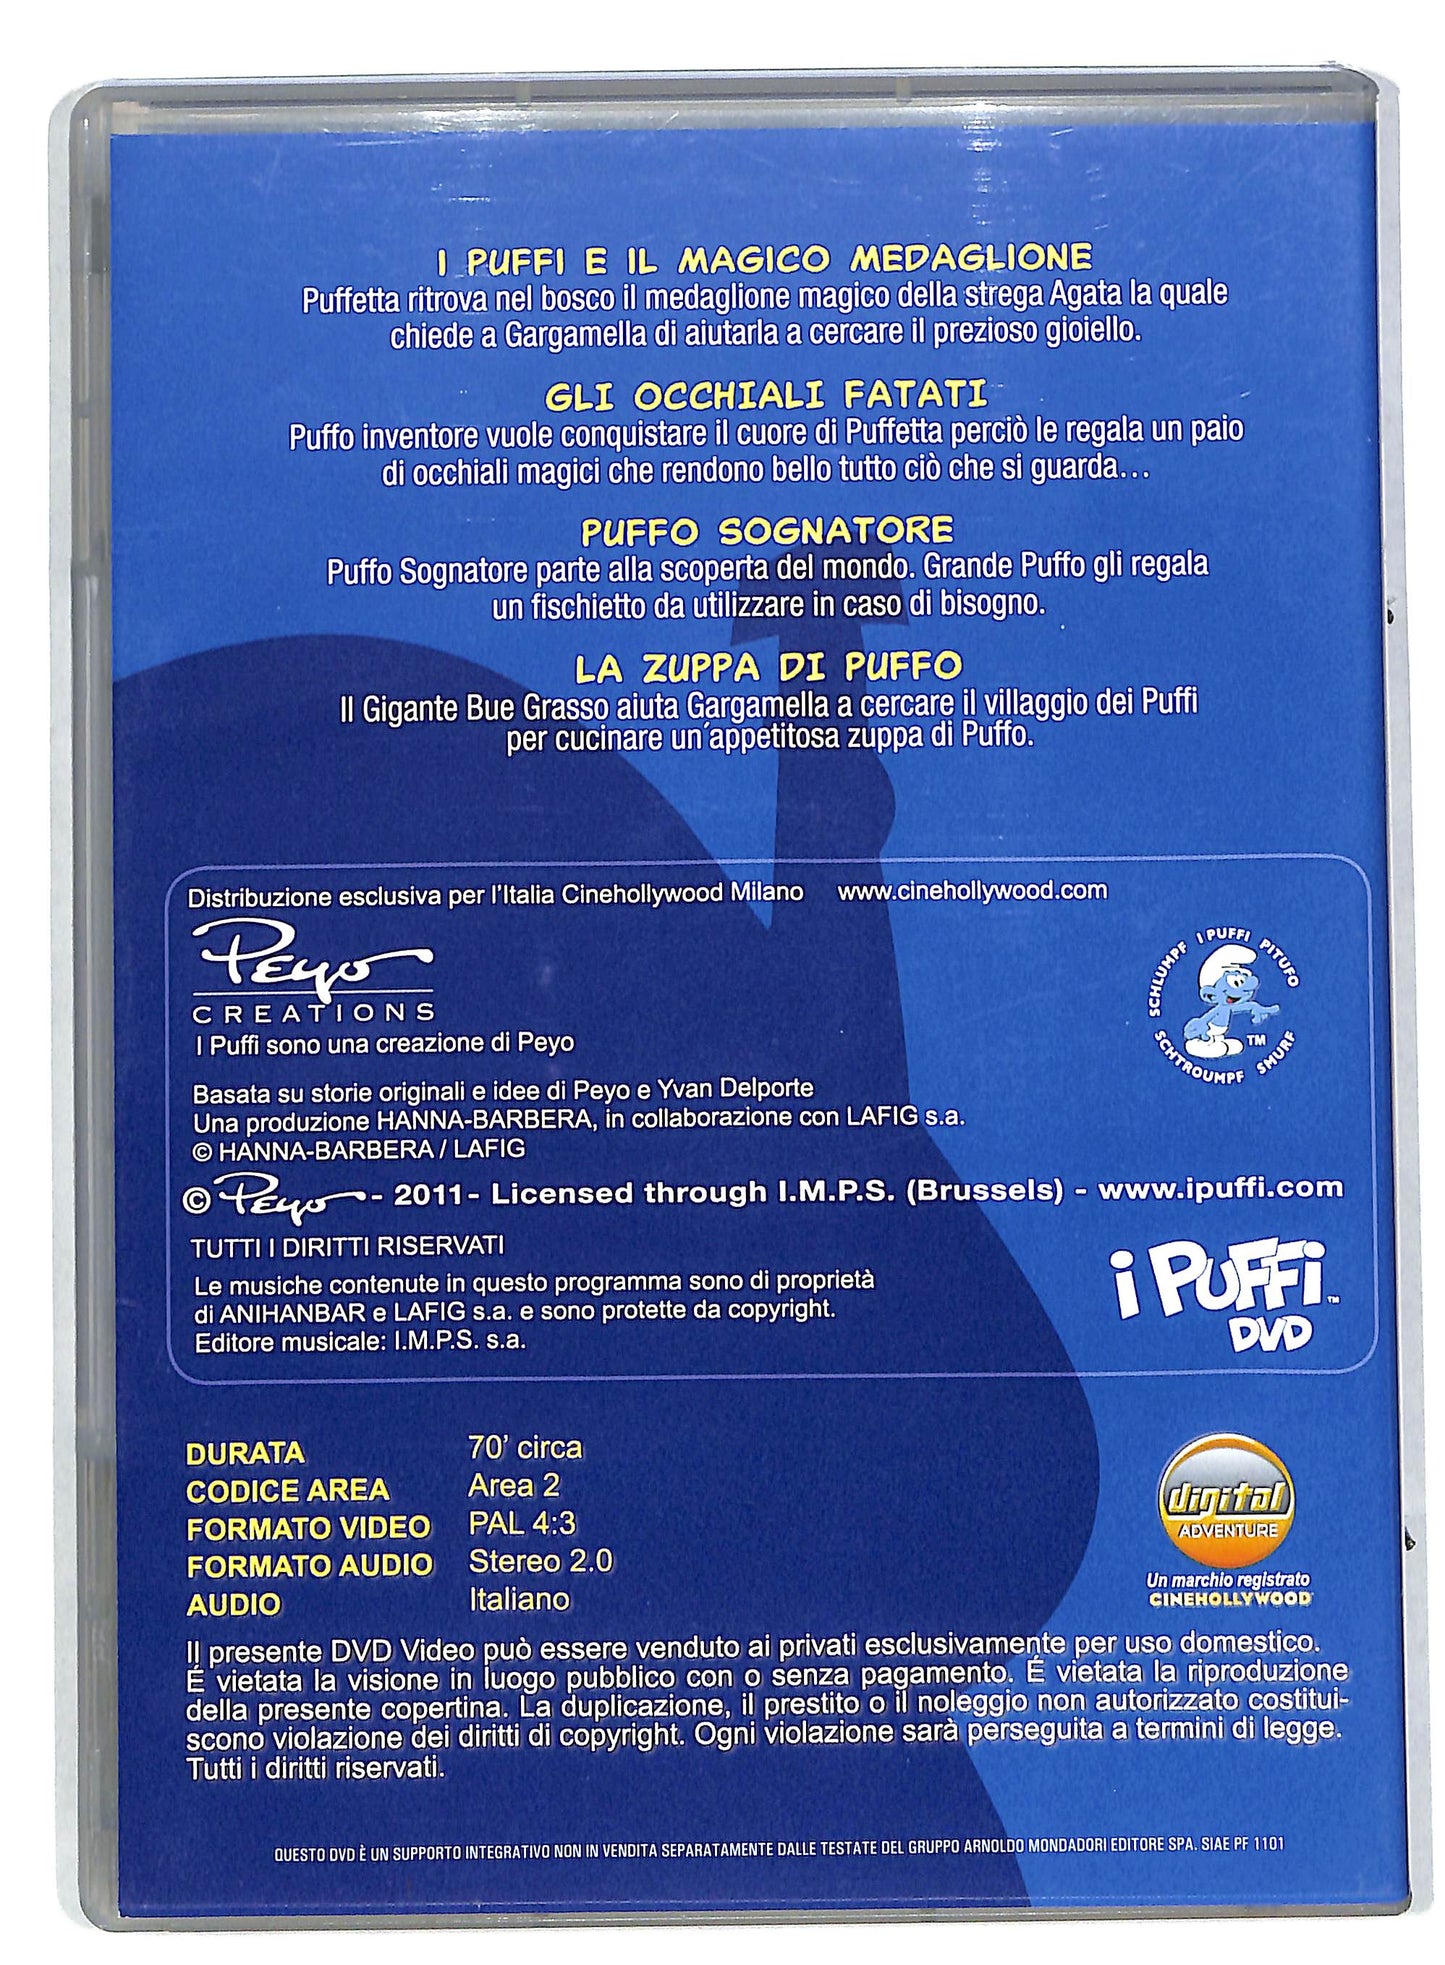 I PUFFI E IL MAGICO MEDAGLIONE
Puffetta ritrova nel bosco il medaglione magico della strega Agata la quale
chiede a Gargamella di aiutarla a cercare il prezioso gioiello.
GLI OCCHIALI FATATI
Puffo inventore vuole conquistare il cuore di Puffetta perciò le regala un paio
di occhiali magici che rendono bello tutto ciò che si guarda...
PUFFO SOGNATORE
Puffo Sognatore parte alla scoperta del mondo. Grande Puffo gli regala
un fischietto da utilizzare in caso di bisogno.
LA ZUPPA DI PUFFO
Il Gigante Bue Grasso aiuta Gargamella a cercare il villaggio dei Puffi
per cucinare un´appetitosa zuppa di Puffo.
Distribuzione esclusiva per l'Italia Cinehollywood Milano www.cinehollywood.com
Peyo
CREATIONS
SCHLUMPF I PUFFI PITUFO
SCHTROUMPF SMURF
TM
I Puffi sono una creazione di Peyo
Basata su storie originali e idee di Peyo e Yvan Delporte
Una produzione HANNA-BARBERA, in collaborazione con LAFIG s.a.
© HANNA-BARBERA / LAFIG
© Peyo - 2011- Licensed through I.M.P.S. (Brussels) - www.ipuffi.com
TUTTI I DIRITTI RISERVATI
Le musiche contenute in questo programma sono di proprietà
di ANIHANBAR e LAFIG s.a. e sono protette da copyright.
Editore musicale: I.M.P.S. s.a.
i PUFFi™
DVD
DURATA 70' circa
CODICE AREA Area 2
FORMATO VIDEO PAL 4:3
FORMATO AUDIO Stereo 2.0
AUDIO Italiano
digital
ADVENTURE
Un marchio registrato
CINEHOLLYWOOD
Il presente DVD Video può essere venduto ai privati esclusivamente per uso domestico.
É vietata la visione in luogo pubblico con o senza pagamento. É vietata la riproduzione
della presente copertina. La duplicazione, il prestito o il noleggio non autorizzato costitui-
scono violazione dei diritti di copyright. Ogni violazione sarà perseguita a termini di legge.
Tutti i diritti riservati.
QUESTO DVD È UN SUPPORTO INTEGRATIVO NON IN VENDITA SEPARATAMENTE DALLE TESTATE DEL GRUPPO ARNOLDO MONDADORI EDITORE SPA. SIAE PF 1101